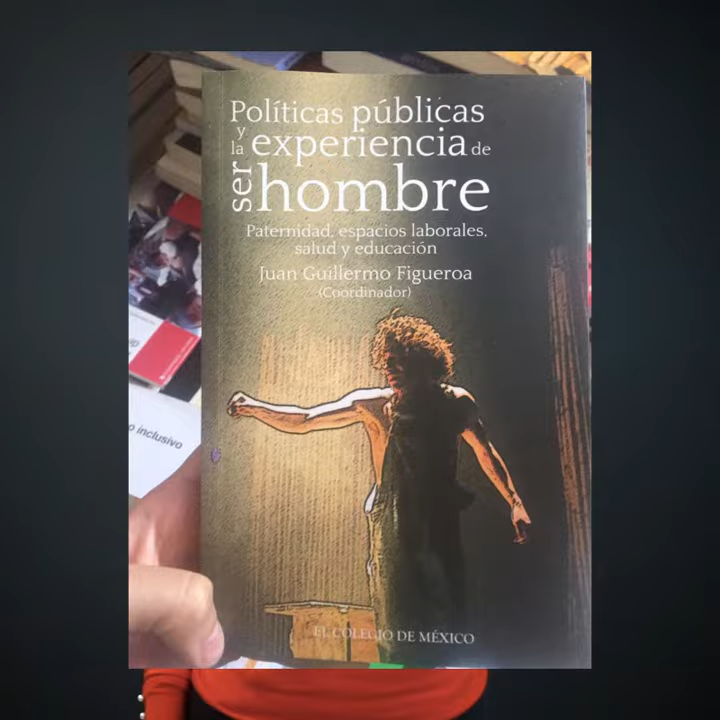 Políticas públicas
y
la experiencia de
ser hombre
Paternidad, espacios laborales,
salud y educación
Juan Guillermo Figueroa
(Coordinador)
o inclusivo
EL COLEGIO DE MÉXICO